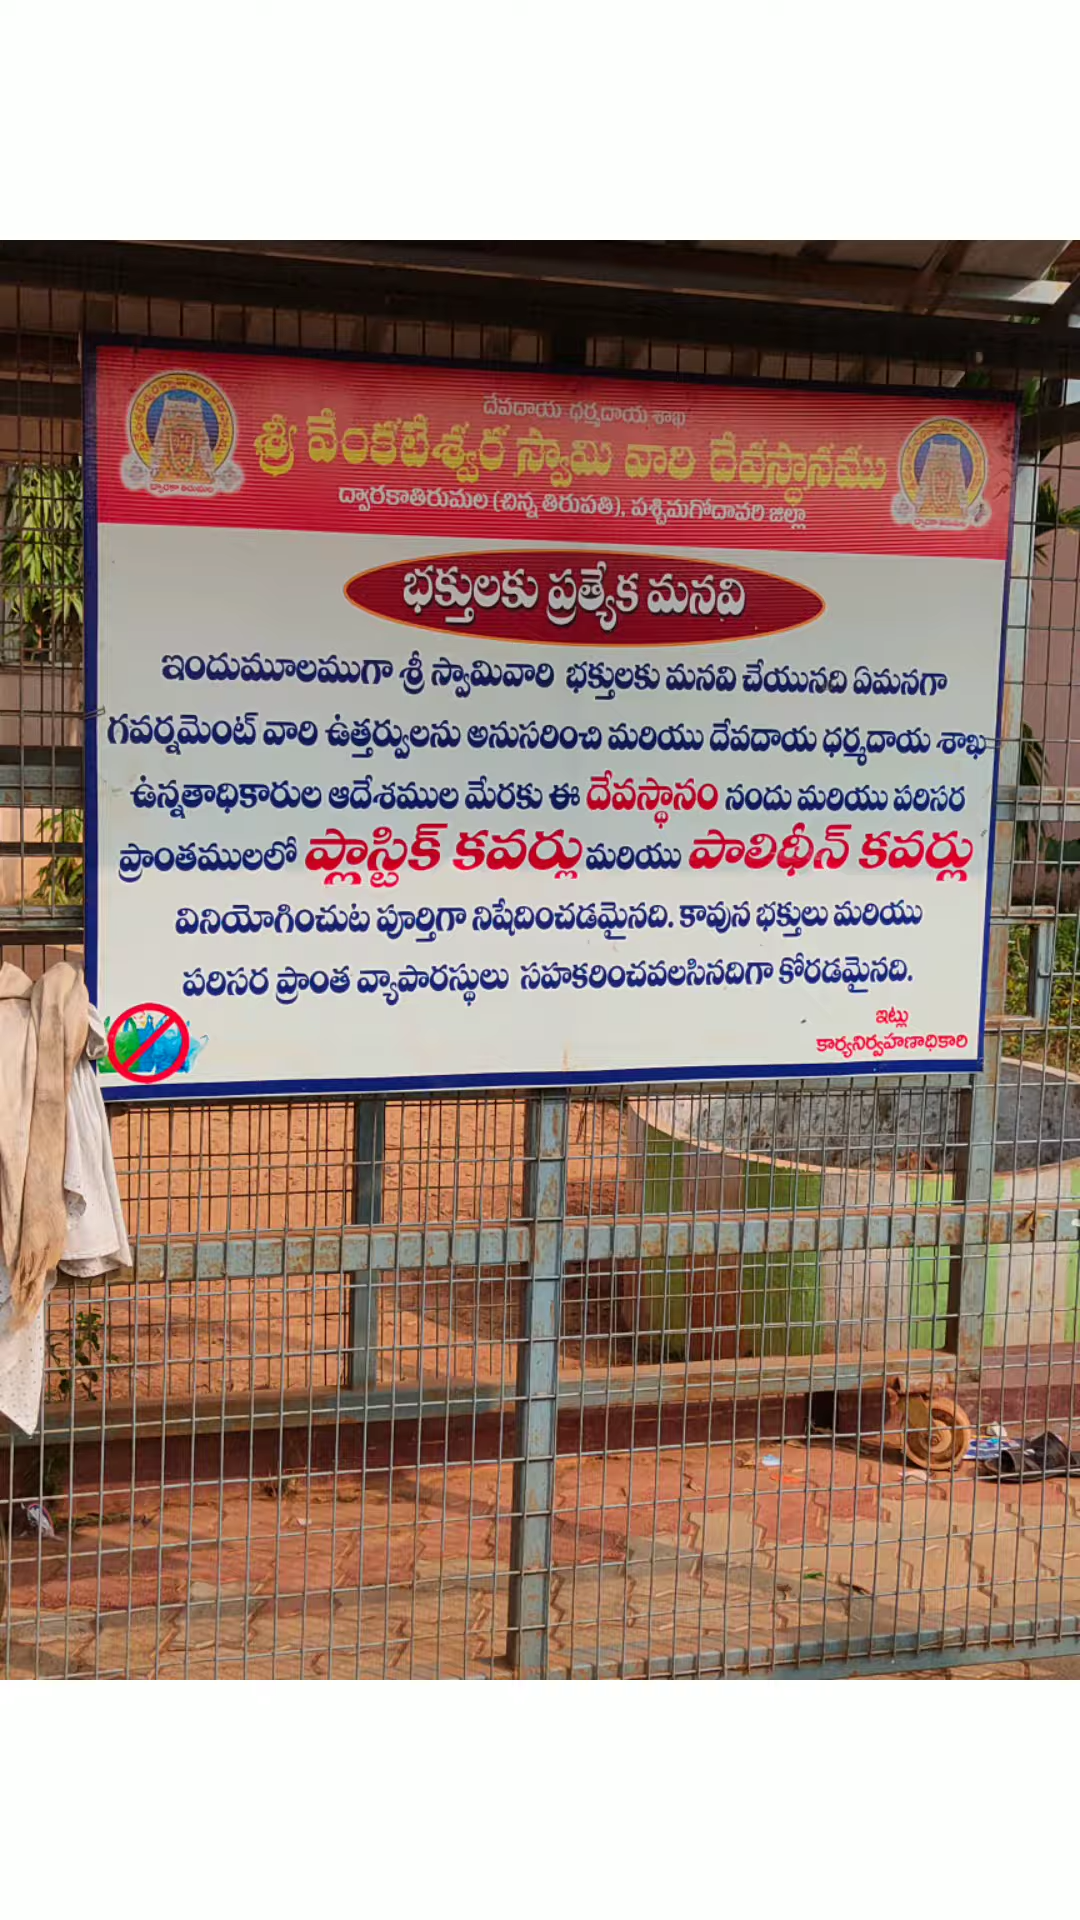 దేవదాయ ధర్మదాయ శాఖ
శ్రీ వేంకటేశ్వర స్వామి వారి దేవస్థానము
ద్వారకాతిరుమల (చిన్న తిరుపతి), పశ్చిమగోదావరి జిల్లా
భక్తులకు ప్రత్యేక మనవి
ఇందుమూలముగా శ్రీ స్వామివారి భక్తులకు మనవి చేయునది ఏమనగా
గవర్నమెంట్ వారి ఉత్తర్వులను అనుసరించి మరియు దేవదాయ ధర్మదాయ శాఖ
ఉన్నతాధికారుల ఆదేశముల మేరకు ఈ దేవస్థానం నందు మరియు పరిసర
ప్రాంతములలో ప్లాస్టిక్ కవర్లు మరియు పాలిథీన్ కవర్లు
వినియోగించుట పూర్తిగా నిషేదించడమైనది. కావున భక్తులు మరియు
పరిసర ప్రాంత వ్యాపారస్థులు సహకరించవలసినదిగా కోరడమైనది.
ఇట్లు
కార్యనిర్వహణాధికారి